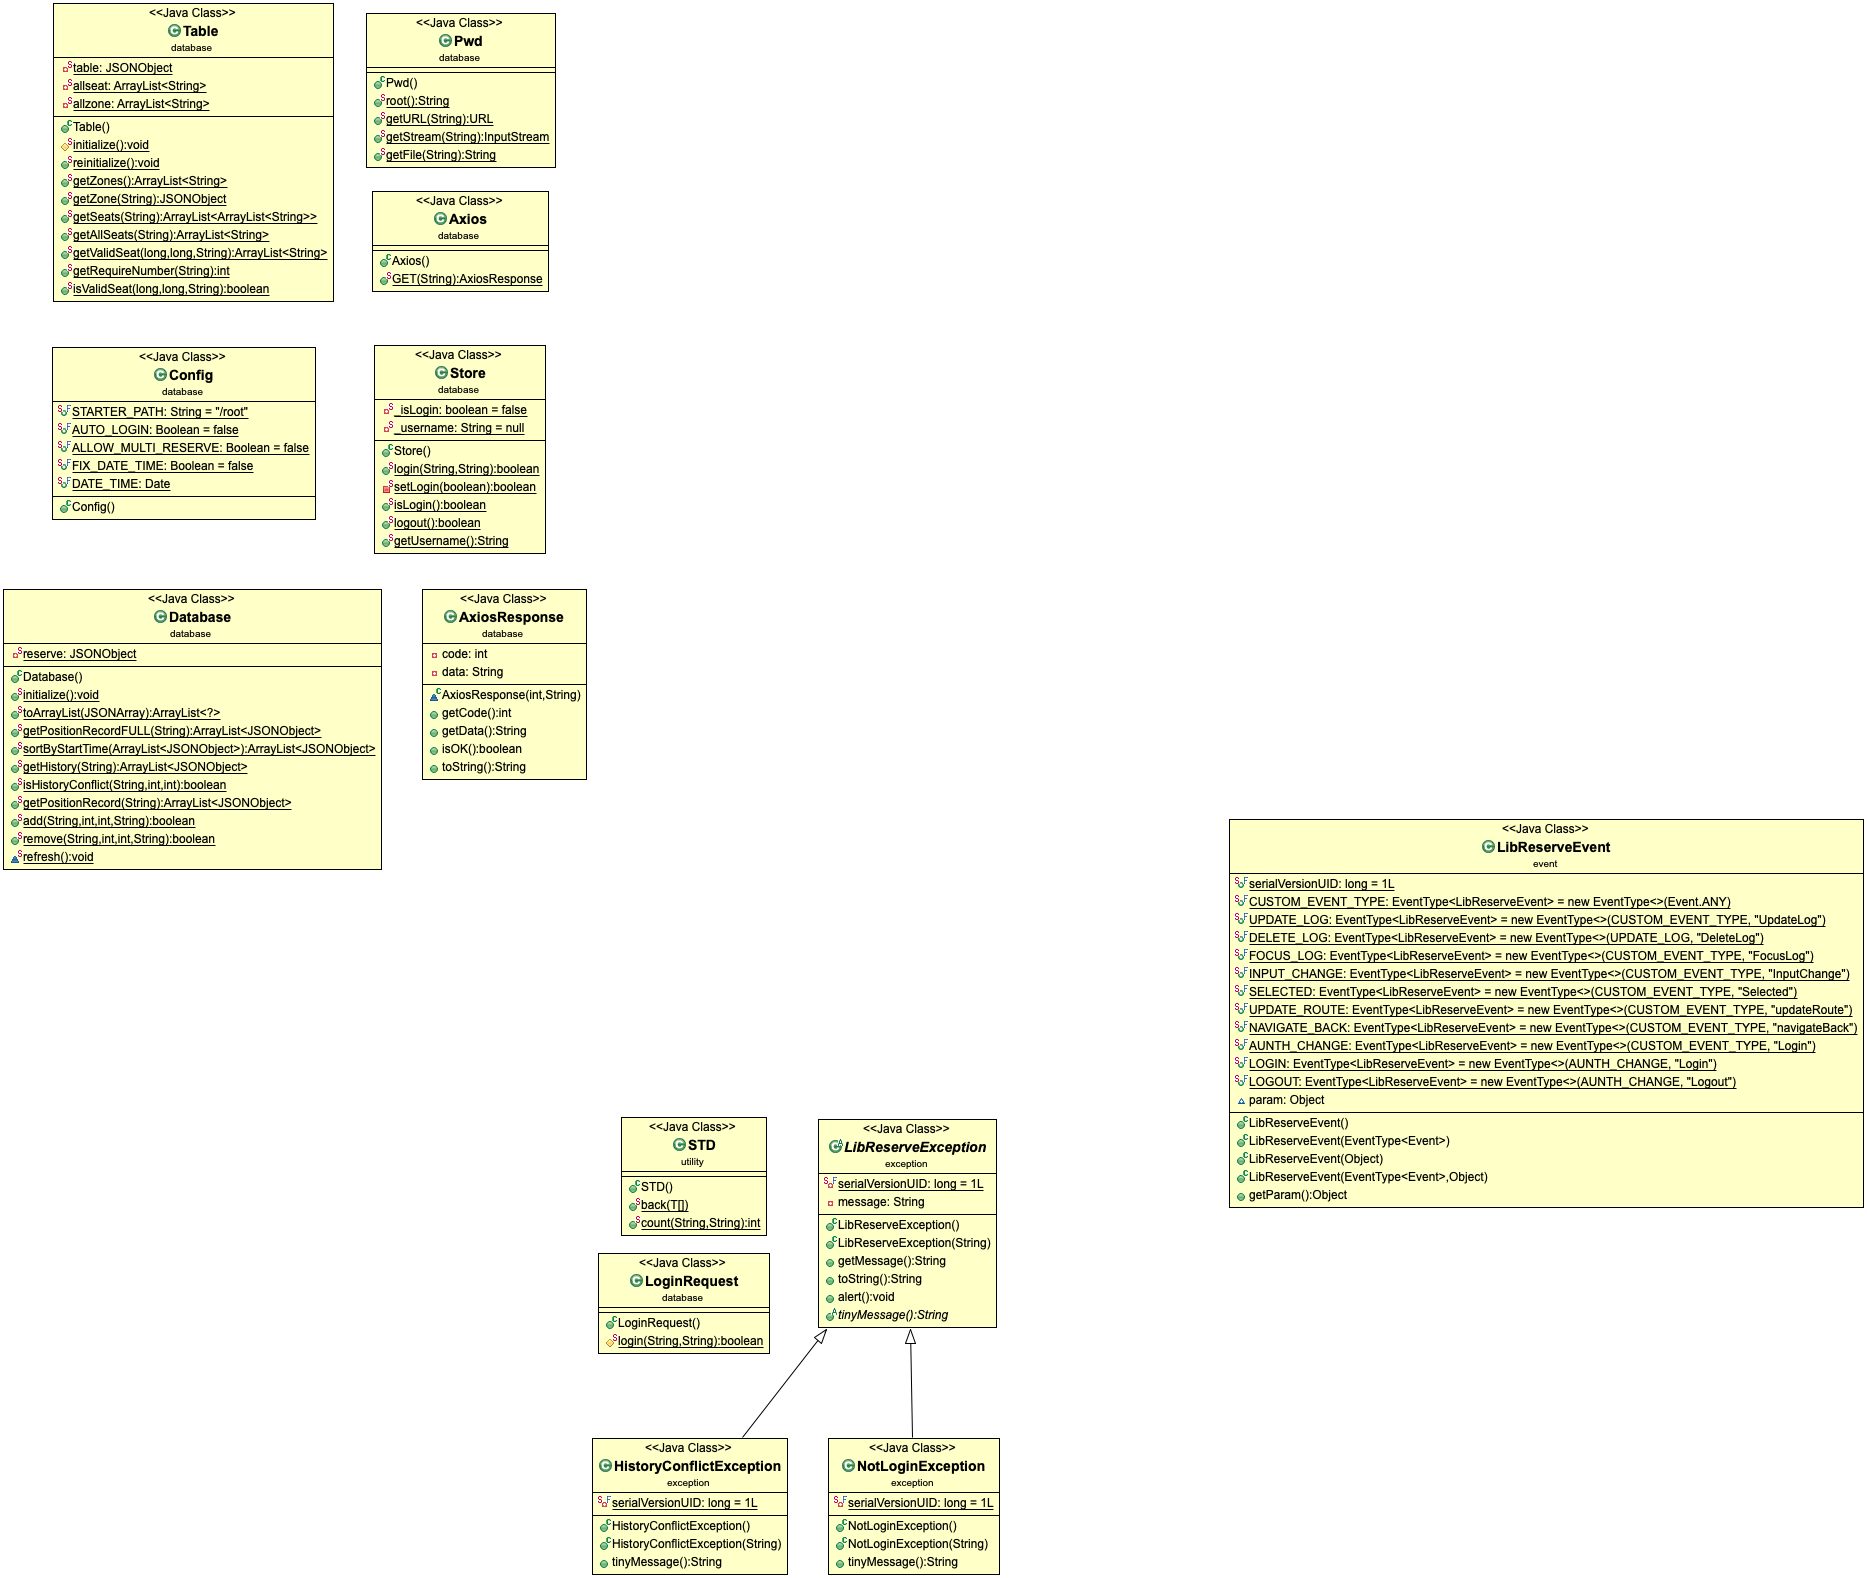 <<Java Class>>
Table
database
table: JSONObject
allseat: ArrayList<String>
allzone: ArrayList<String>
Table()
initialize():void
reinitialize():void
getZones():ArrayList<String>
getZone(String):JSONObject
getSeats(String):ArrayList<ArrayList<String>>
getAllSeats(String):ArrayList<String>
getValidSeat(long,long,String):ArrayList<String>
getRequireNumber(String):int
isValidSeat(long,long,String):boolean
<<Java Class>>
Pwd
database
Pwd()
root():String
getURL(String):URL
getStream(String):InputStream
getFile(String):String
<<Java Class>>
Axios
database
Axios()
GET(String):AxiosResponse
<<Java Class>>
Config
database
STARTER_PATH: String = "/root"
AUTO_LOGIN: Boolean = false
ALLOW_MULTI_RESERVE: Boolean = false
FIX_DATE_TIME: Boolean = false
DATE_TIME: Date
Config()
<<Java Class>>
Store
database
_isLogin: boolean = false
_username: String = null
Store()
login(String,String):boolean
setLogin(boolean):boolean
isLogin():boolean
logout():boolean
getUsername():String
<<Java Class>>
Database
database
reserve: JSONObject
Database()
initialize():void
toArrayList(JSONArray):ArrayList<?>
getPositionRecordFULL(String):ArrayList<JSONObject>
sortByStartTime(ArrayList<JSONObject>):ArrayList<JSONObject>
getHistory(String):ArrayList<JSONObject>
isHistoryConflict(String,int,int):boolean
getPositionRecord(String):ArrayList<JSONObject>
add(String,int,int,String):boolean
remove(String,int,int,String):boolean
refresh():void
<<Java Class>>
AxiosResponse
database
code: int
data: String
AxiosResponse(int,String)
getCode():int
getData():String
isOK():boolean
toString():String
<<Java Class>>
LibReserveEvent
event
serialVersionUID: long = 1L
CUSTOM_EVENT_TYPE: EventType<LibReserveEvent> = new EventType<>(Event.ANY)
UPDATE_LOG: EventType<LibReserveEvent> = new EventType<>(CUSTOM_EVENT_TYPE, "UpdateLog")
DELETE_LOG: EventType<LibReserveEvent> = new EventType<>(UPDATE_LOG, "DeleteLog")
FOCUS_LOG: EventType<LibReserveEvent> = new EventType<>(CUSTOM_EVENT_TYPE, "FocusLog")
INPUT_CHANGE: EventType<LibReserveEvent> = new EventType<>(CUSTOM_EVENT_TYPE, "InputChange")
SELECTED: EventType<LibReserveEvent> = new EventType<>(CUSTOM_EVENT_TYPE, "Selected")
UPDATE_ROUTE: EventType<LibReserveEvent> = new EventType<>(CUSTOM_EVENT_TYPE, "updateRoute")
NAVIGATE_BACK: EventType<LibReserveEvent> = new EventType<>(CUSTOM_EVENT_TYPE, "navigateBack")
AUNTH_CHANGE: EventType<LibReserveEvent> = new EventType<>(CUSTOM_EVENT_TYPE, "Login")
LOGIN: EventType<LibReserveEvent> = new EventType<>(AUNTH_CHANGE, "Login")
LOGOUT: EventType<LibReserveEvent> = new EventType<>(AUNTH_CHANGE, "Logout")
param: Object
LibReserveEvent()
LibReserveEvent(EventType<Event>)
LibReserveEvent(Object)
LibReserveEvent(EventType<Event>,Object)
getParam():Object
<<Java Class>>
STD
utility
STD()
back(T[])
count(String,String):int
<<Java Class>>
LibReserveException
exception
serialVersionUID: long = 1L
message: String
LibReserveException()
LibReserveException(String)
getMessage():String
toString():String
alert():void
tinyMessage():String
<<Java Class>>
LoginRequest
database
LoginRequest()
login(String,String):boolean
<<Java Class>>
HistoryConflictException
exception
serialVersionUID: long = 1L
HistoryConflictException()
HistoryConflictException(String)
tinyMessage():String
<<Java Class>>
NotLoginException
exception
serialVersionUID: long = 1L
NotLoginException()
NotLoginException(String)
tinyMessage():String